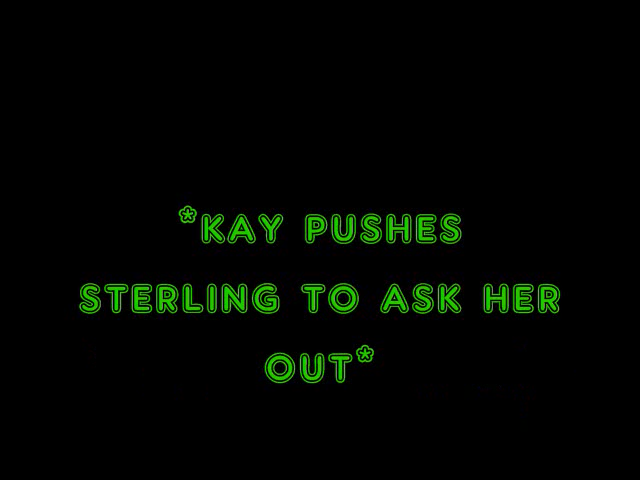 *KAY PUSHES
STERLING TO ASK HER
OUT*